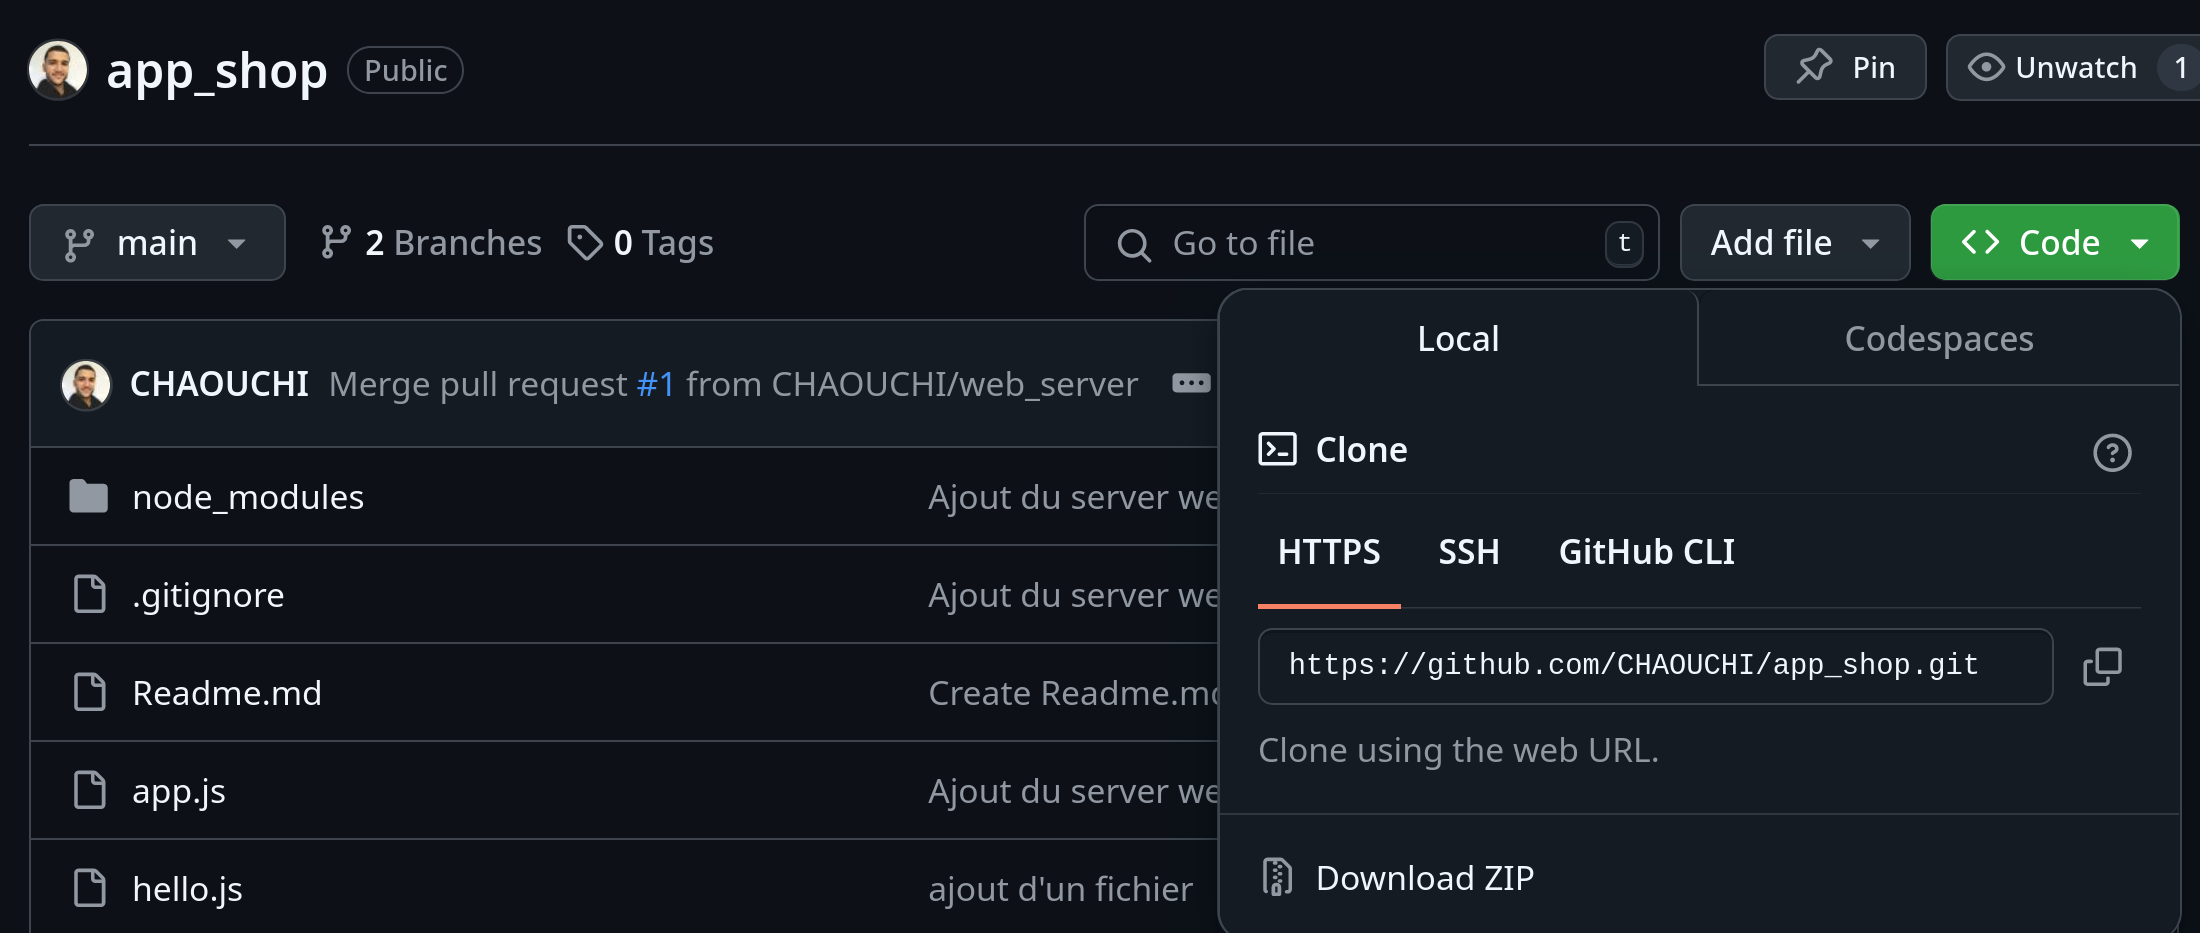 app_shop Public Pin Unwatch 1
main 2 Branches 0 Tags Go to file t Add file Code
Local Codespaces
CHAOUCHI Merge pull request #1 from CHAOUCHI/web_server
Clone
node_modules Ajout du server we
HTTPS SSH GitHub CLI
.gitignore Ajout du server we
https://github.com/CHAOUCHI/app_shop.git
Readme.md Create Readme.md
Clone using the web URL.
app.js Ajout du server we
Download ZIP
hello.js ajout d'un fichier